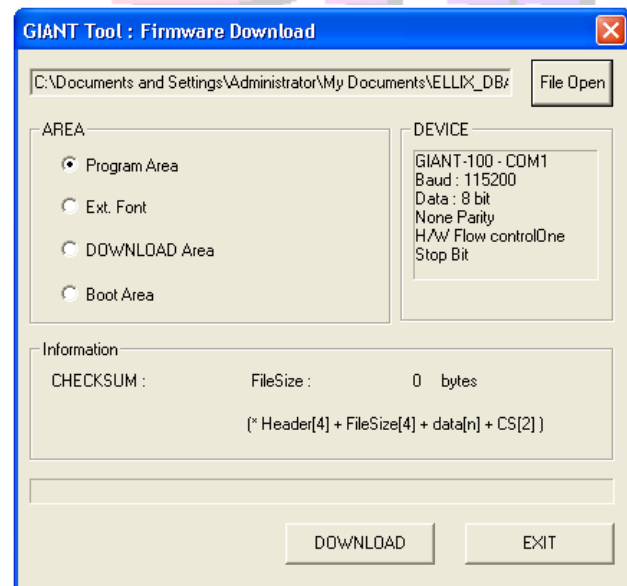 GIANT Tool : Firmware Download
C:\Documents and Settings\Administrator\My Documents\ELLIX_DB
File Open
AREA
Program Area
Ext. Font
DOWNLOAD Area
Boot Area
DEVICE
GIANT-100 - COM1
Baud : 115200
Data : 8 bit
None Parity
H/W Flow controlOne
Stop Bit
Information
CHECKSUM :
FileSize :
0 bytes
(* Header[4] + FileSize[4] + data[n] + CS[2] )
DOWNLOAD
EXIT